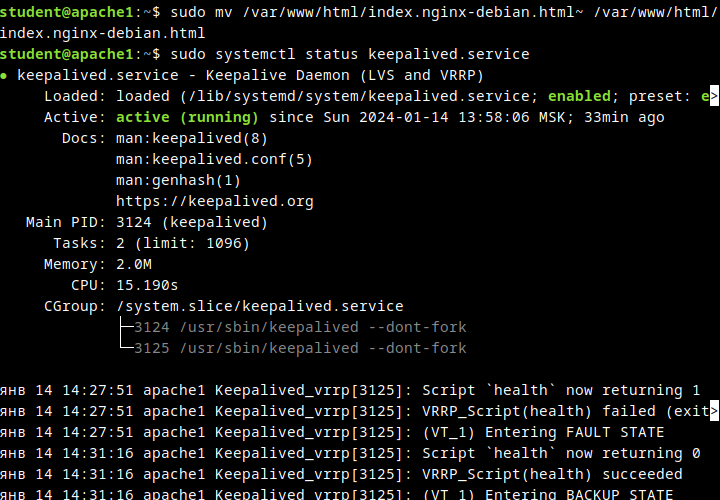 student@apache1:~$ sudo mv /var/www/html/index.nginx-debian.html~ /var/www/html/
index.nginx-debian.html
student@apache1:~$ sudo systemctl status keepalived.service
● keepalived.service - Keepalive Daemon (LVS and VRRP)
     Loaded: loaded (/lib/systemd/system/keepalived.service; enabled; preset: e>
     Active: active (running) since Sun 2024-01-14 13:58:06 MSK; 33min ago
       Docs: man:keepalived(8)
             man:keepalived.conf(5)
             man:genhash(1)
             https://keepalived.org
   Main PID: 3124 (keepalived)
      Tasks: 2 (limit: 1096)
     Memory: 2.0M
        CPU: 15.190s
     CGroup: /system.slice/keepalived.service
             ├─3124 /usr/sbin/keepalived --dont-fork
             └─3125 /usr/sbin/keepalived --dont-fork

янв 14 14:27:51 apache1 Keepalived_vrrp[3125]: Script `health` now returning 1
янв 14 14:27:51 apache1 Keepalived_vrrp[3125]: VRRP_Script(health) failed (exit>
янв 14 14:27:51 apache1 Keepalived_vrrp[3125]: (VT_1) Entering FAULT STATE
янв 14 14:31:16 apache1 Keepalived_vrrp[3125]: Script `health` now returning 0
янв 14 14:31:16 apache1 Keepalived_vrrp[3125]: VRRP_Script(health) succeeded
янв 14 14:31:16 apache1 Keepalived_vrrp[3125]: (VT_1) Entering BACKUP STATE